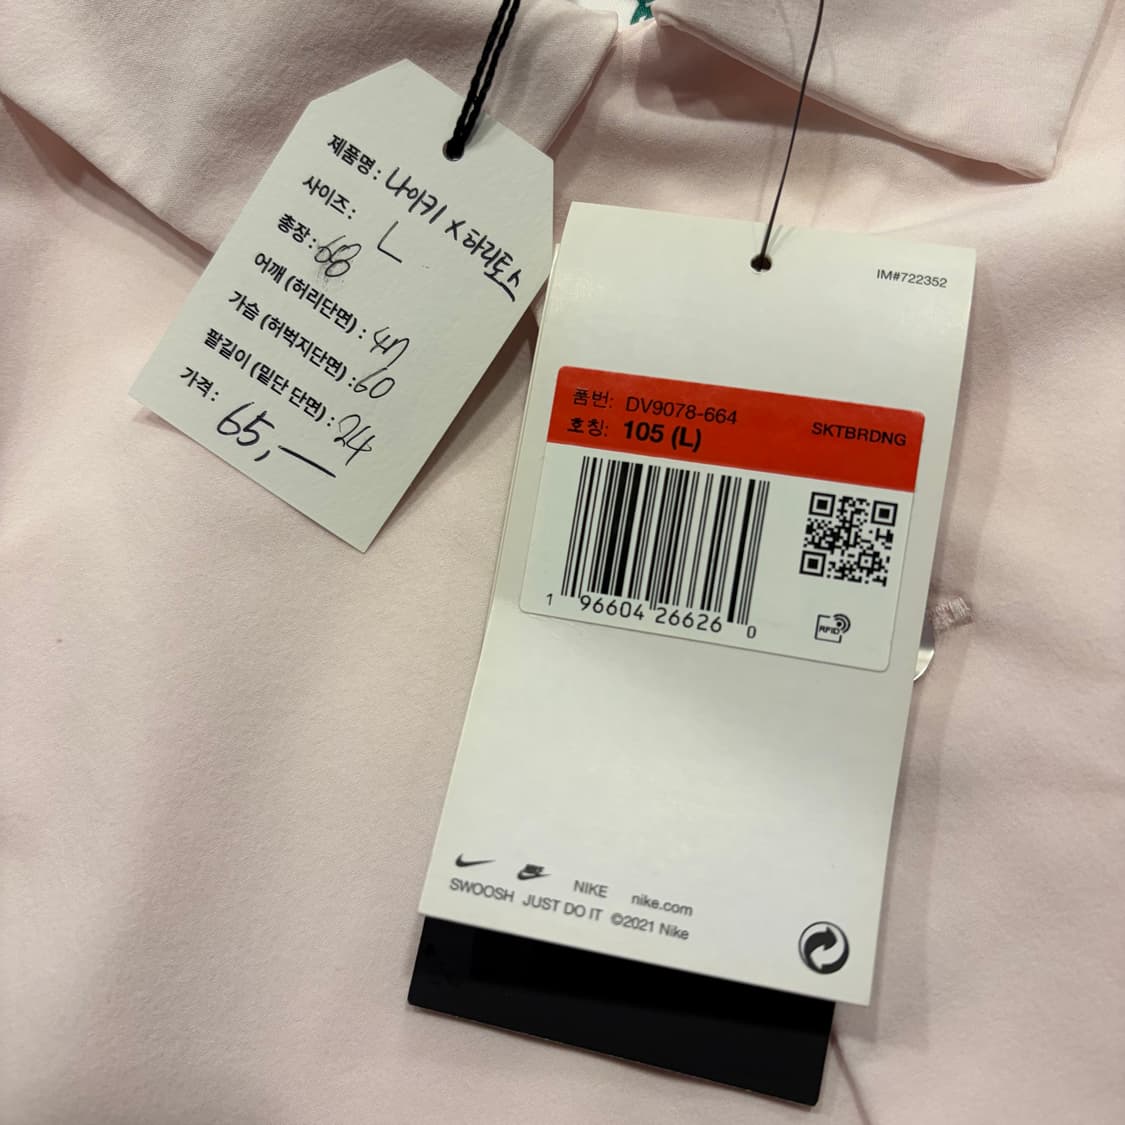 제품명: 나이키 X 하리토스
사이즈: L
총장: 68
어깨 (허리단면) : 47
가슴 (허벅지단면) : 60
팔길이 (밑단 단면) : 24
가격: 65,—
IM#722352
품번: DV9078-664
호칭: 105 (L)
SKTBRDNG
1 96604 26626 0
RFID
NIKE nike.com
SWOOSH JUST DO IT ©2021 Nike